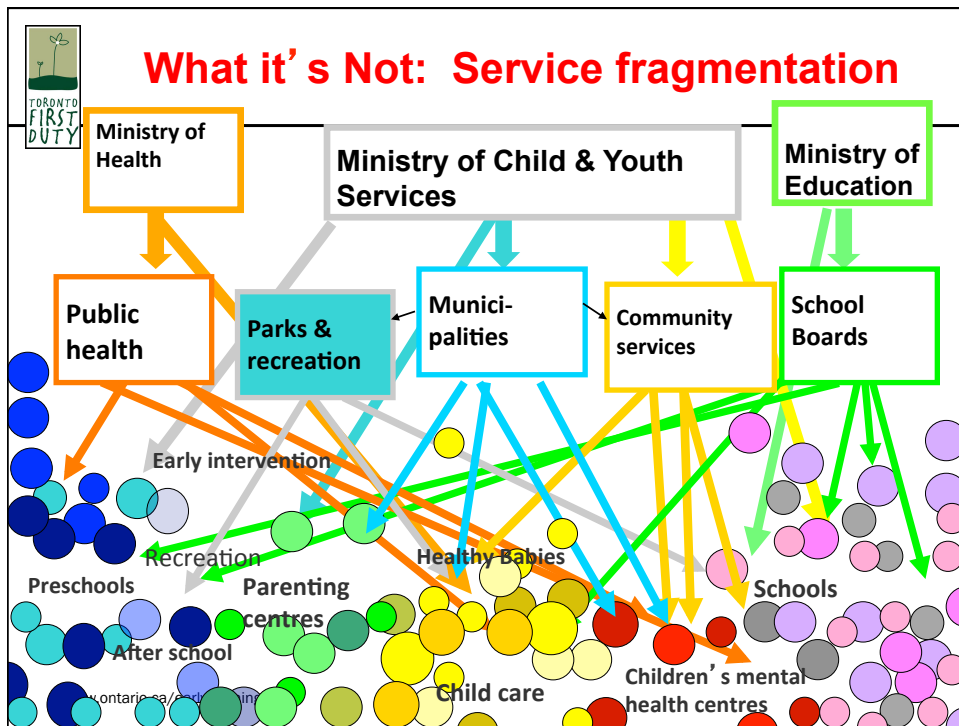 What it's Not: Service fragmentation
TORONTO
FIRST
DUTY
Ministry of
Health
Ministry of Child & Youth
Services
Ministry of
Education
Public
health
Parks &
recreation
Munici-
palities
Community
services
School
Boards
Early intervention
Recreation
Healthy Babies
Preschools
Parenting
centres
Schools
After school
Child care
Children's mental
health centres